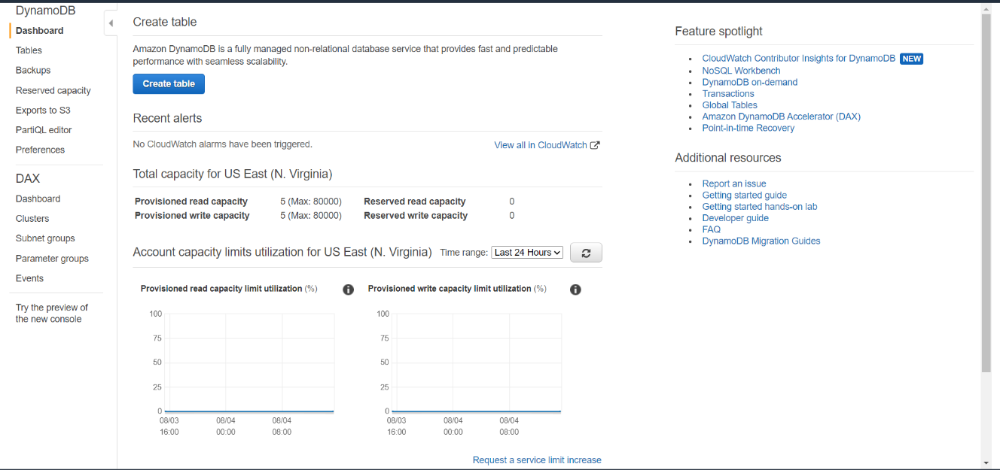 DynamoDB
Dashboard
Tables
Backups
Reserved capacity
Exports to S3
PartiQL editor
Preferences
DAX
Dashboard
Clusters
Subnet groups
Parameter groups
Events
Try the preview of
the new console
Create table
Amazon DynamoDB is a fully managed non-relational database service that provides fast and predictable
performance with seamless scalability.
Create table
Recent alerts
No CloudWatch alarms have been triggered.
View all in CloudWatch
Total capacity for US East (N. Virginia)
Provisioned read capacity 5 (Max: 80000) Reserved read capacity 0
Provisioned write capacity 5 (Max: 80000) Reserved write capacity 0
Account capacity limits utilization for US East (N. Virginia) Time range: Last 24 Hours
Provisioned read capacity limit utilization (%)
100
75
50
25
0
08/03 08/04 08/04
16:00 00:00 08:00
Provisioned write capacity limit utilization (%)
100
75
50
25
0
08/03 08/04 08/04
16:00 00:00 08:00
Request a service limit increase
Feature spotlight
CloudWatch Contributor Insights for DynamoDB NEW
NoSQL Workbench
DynamoDB on-demand
Transactions
Global Tables
Amazon DynamoDB Accelerator (DAX)
Point-in-time Recovery
Additional resources
Report an issue
Getting started guide
Getting started hands-on lab
Developer guide
FAQ
DynamoDB Migration Guides